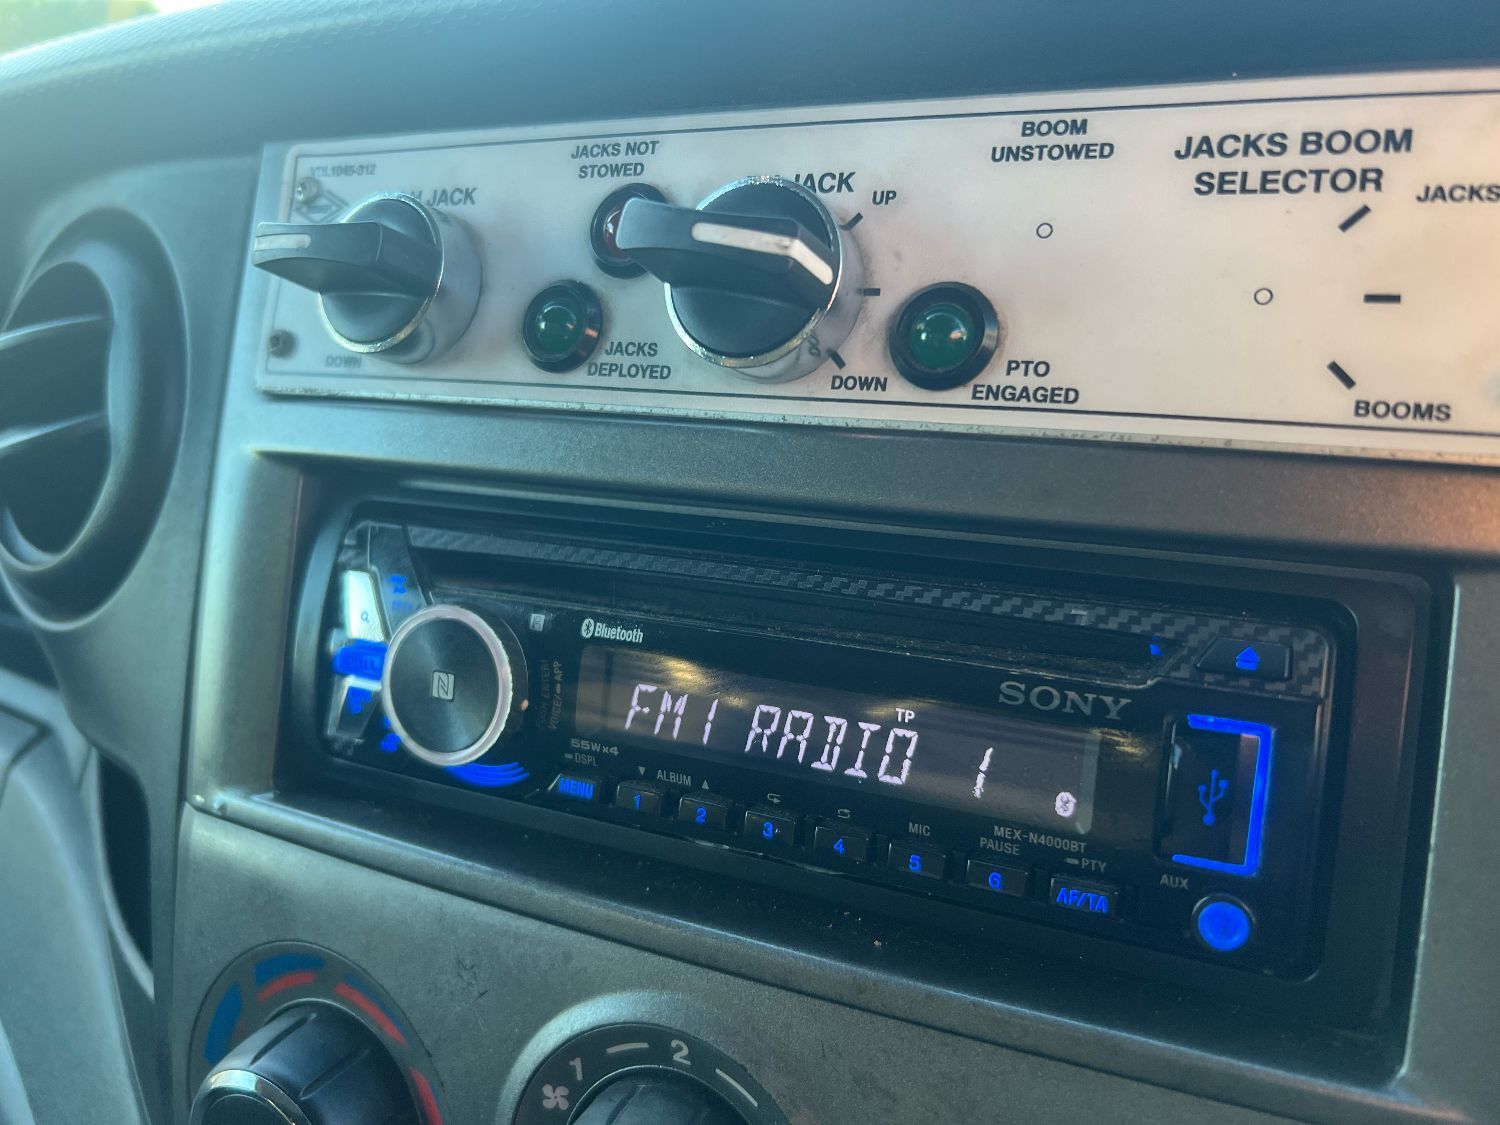 JACK
JACKS NOT
STOWED
JACK
UP
BOOM
UNSTOWED
JACKS BOOM
SELECTOR
JACKS
DOWN
JACKS
DEPLOYED
DOWN
PTO
ENGAGED
BOOMS
Bluetooth
SONY
FM1 RADIO 1
TP
55W×4
DSPL
MENU
ALBUM
1
2
3
4
MIC
5
MEX-N4000BT
PAUSE
6
PTY
AF/TA
AUX
1
2